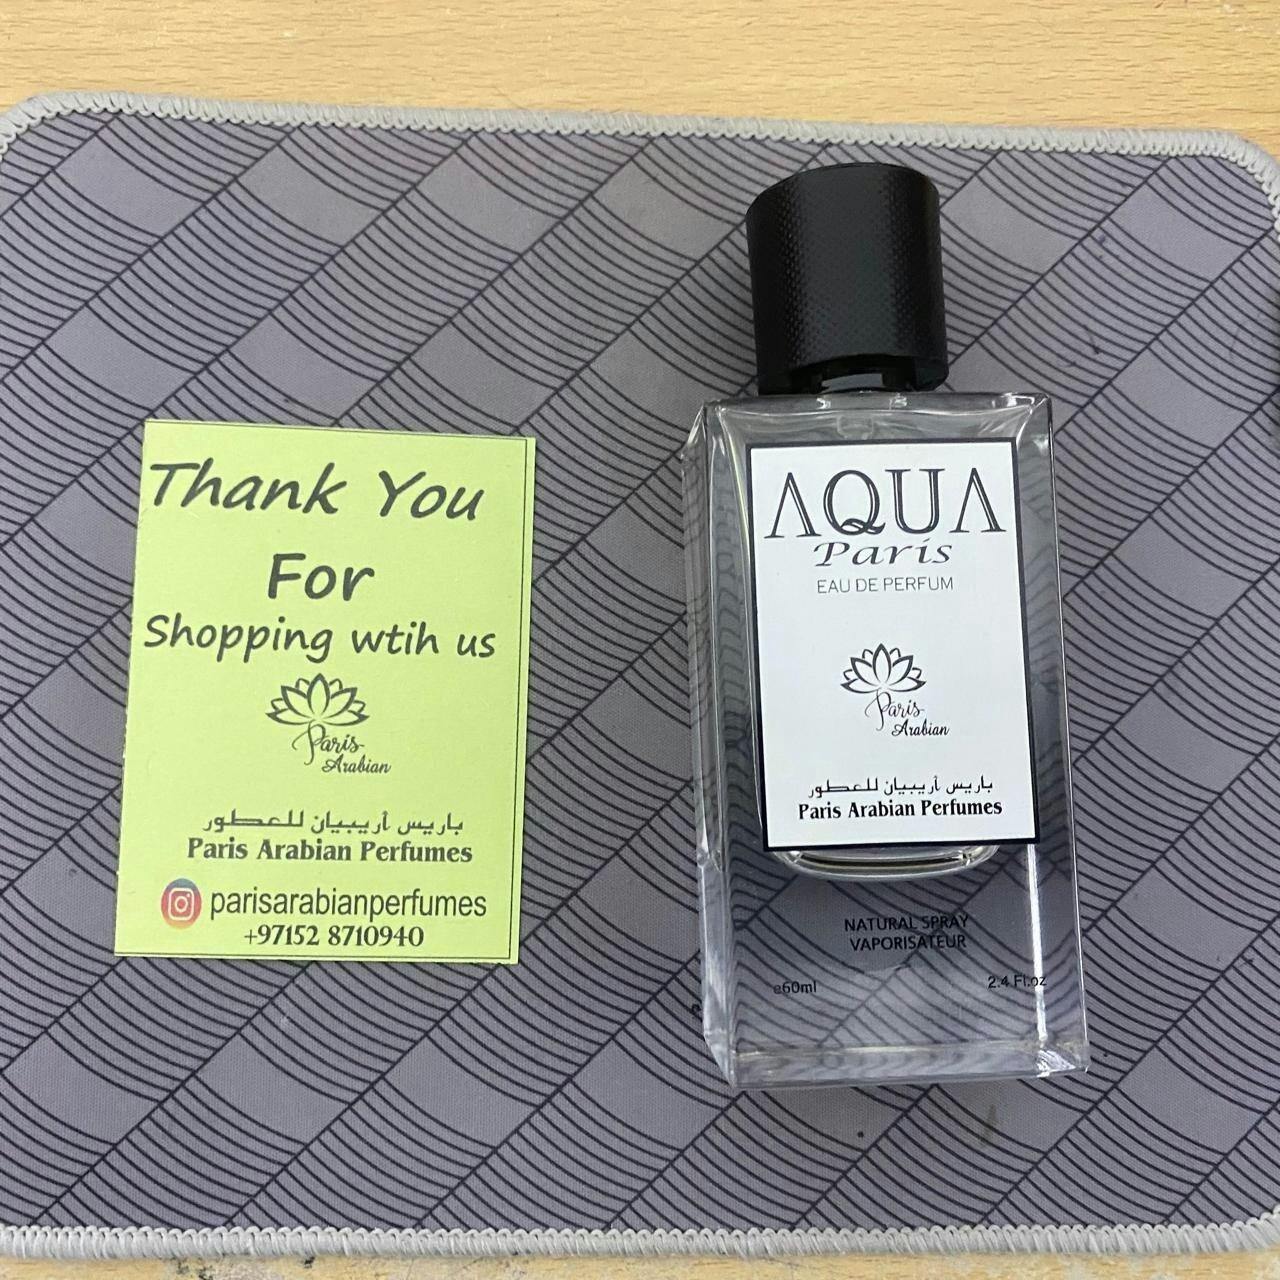 Thank You
For
Shopping wtih us
Paris
Arabian
باريس أريبيان للعطور
Paris Arabian Perfumes
parisarabianperfumes
+97152 8710940
AQUA
Paris
EAU DE PERFUM
Paris
Arabian
باريس أريبيان للعطور
Paris Arabian Perfumes
NATURAL SPRAY
VAPORISATEUR
e60ml 2.4 Fl.oz